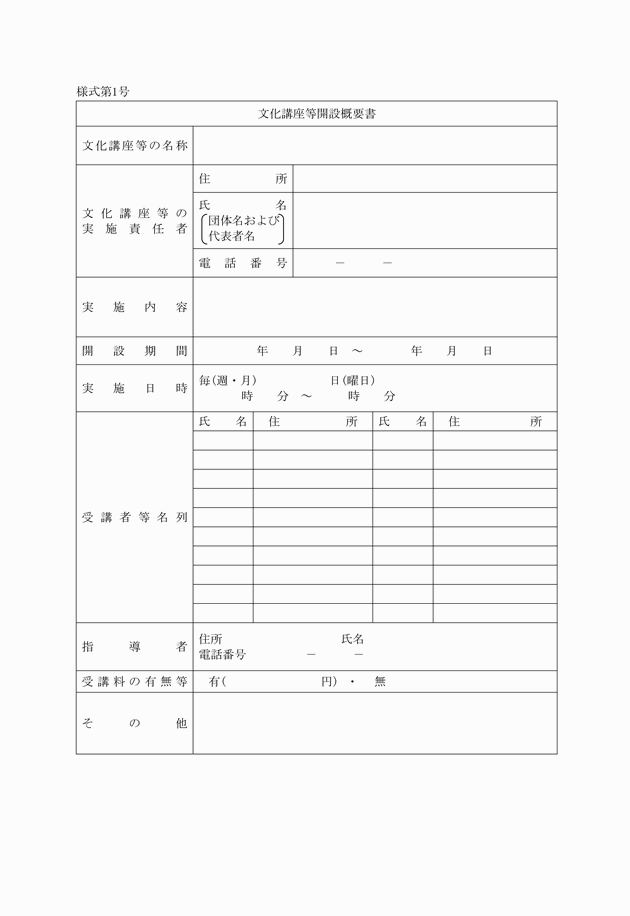 様式第1号
文化講座等開設概要書
文化講座等の名称
文化講座等の
実施責任者
住所
氏名
団体名および
代表者名
電話番号 － －
実施内容
開設期間 年 月 日 ～ 年 月 日
実施日時
毎(週・月) 日(曜日)
時 分 ～ 時 分
受講者等名列
氏名 住所 氏名 住所
指導者
住所 氏名
電話番号 － －
受講料の有無等 有( 円) ・ 無
その他